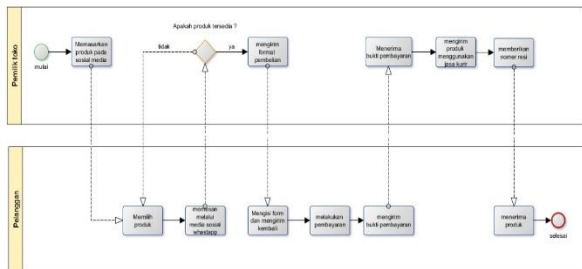 Apakah produk tersedia ?
Pemilik toko
mulai
Memasarkan
produk pada
sosial media
tidak
ya
mengirim
format
pembelian
Menerima
bukti pembayaran
mengirim
produk
menggunakan
jasa kurir
memberikan
nomer resi
Pelanggan
Memilih
produk
memesan
melalui
media sosial
whastapp
Mengisi form
dan mengirim
kembali
melakukan
pembayaran
mengirim
bukti pembayaran
menerima
produk
selesai